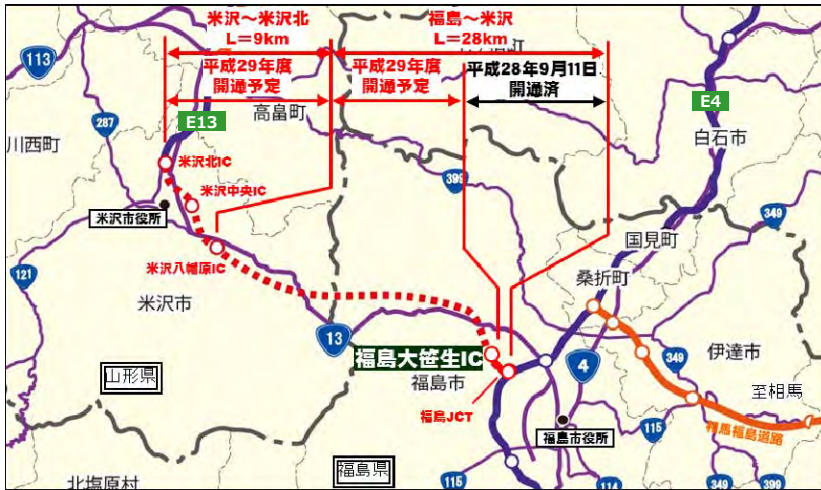 米沢~米沢北
L=9km
福島~米沢
L=28km
平成29年度
開通予定
平成29年度
開通予定
平成28年9月11日
開通済
113
E13
E4
高畠町
白石市
287
川西町
米沢北IC
米沢中央IC
399
米沢市役所
349
国見町
米沢八幡原IC
121
桑折町
米沢市
13
福島大笹生IC
4
349
伊達市
山形県
福島市
至相馬
福島JCT
相馬福島道路
福島市役所
115
福島県
北塩原村
115
114
349
399